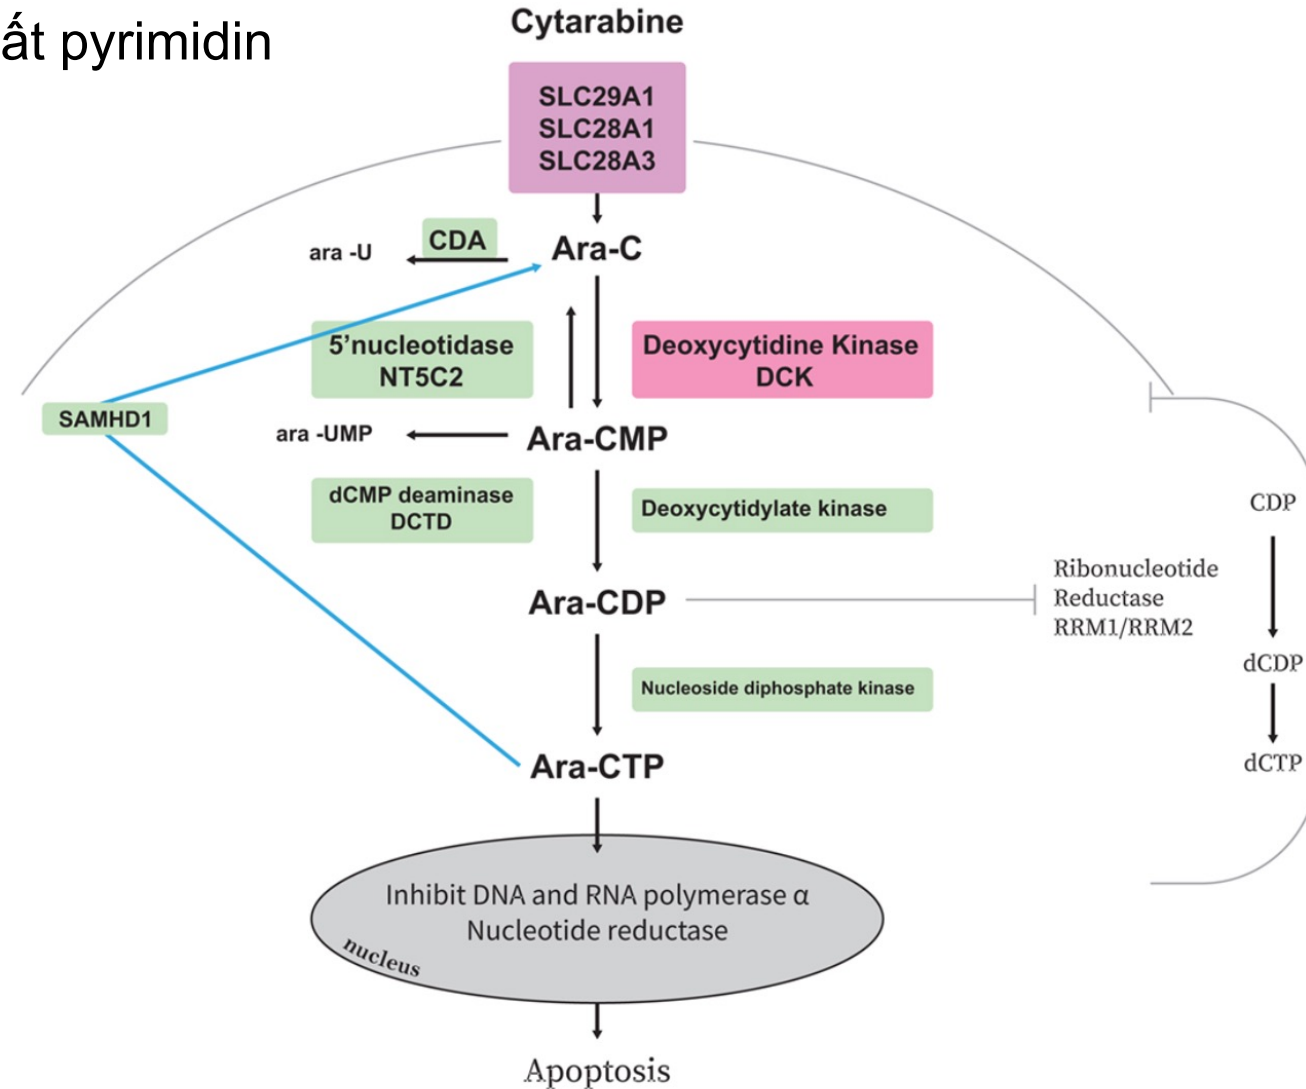 ất pyrimidin
Cytarabine
SLC29A1
SLC28A1
SLC28A3
CDA
ara -U
Ara-C
5’nucleotidase
NT5C2
Deoxycytidine Kinase
DCK
SAMHD1
ara -UMP
Ara-CMP
dCMP deaminase
DCTD
Deoxycytidylate kinase
CDP
Ribonucleotide
Reductase
RRM1/RRM2
Ara-CDP
dCDP
Nucleoside diphosphate kinase
Ara-CTP
dCTP
Inhibit DNA and RNA polymerase α
Nucleotide reductase
nucleus
Apoptosis